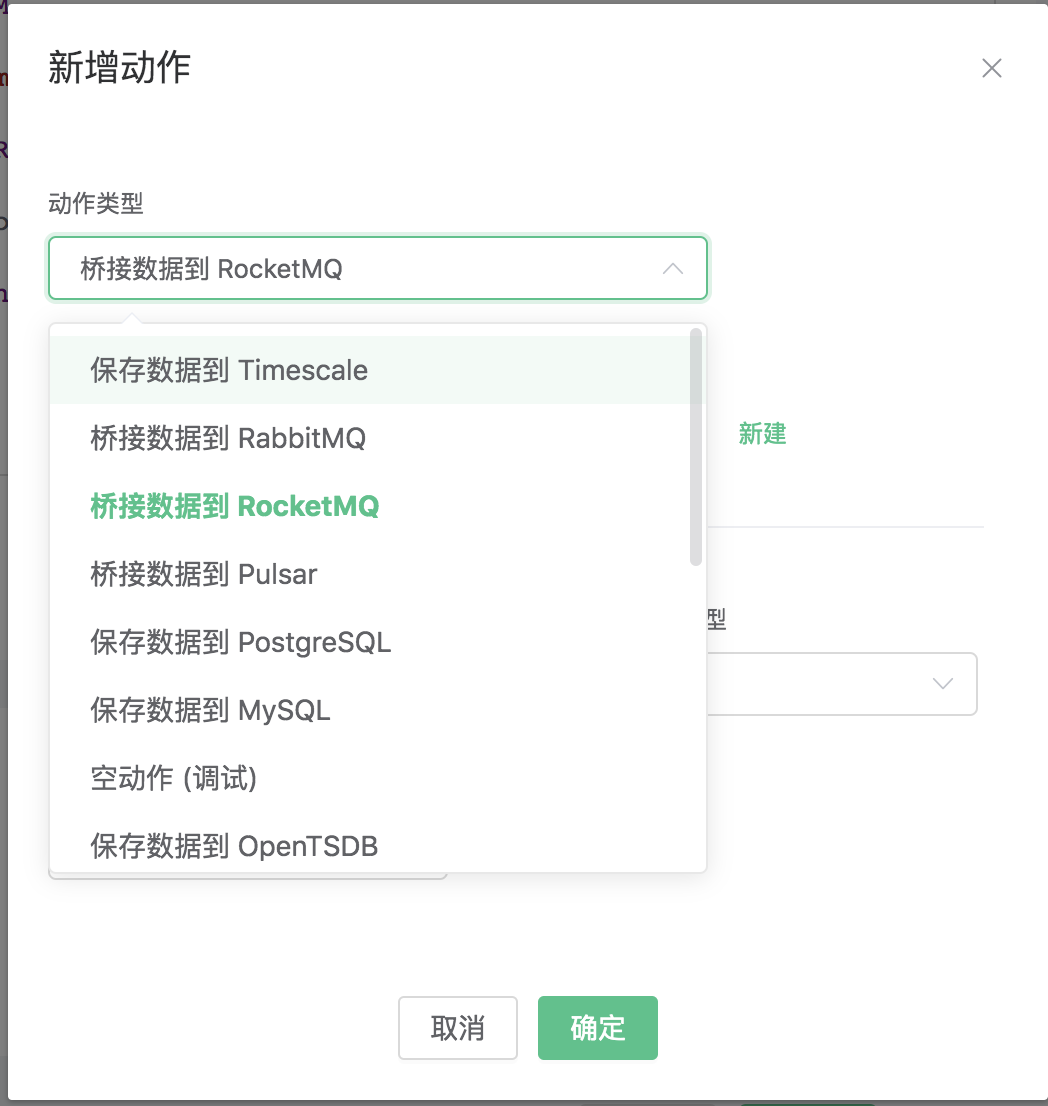 新增动作
动作类型
桥接数据到 RocketMQ
保存数据到 Timescale
桥接数据到 RabbitMQ
新建
桥接数据到 RocketMQ
桥接数据到 Pulsar
型
保存数据到 PostgreSQL
保存数据到 MySQL
空动作 (调试)
保存数据到 OpenTSDB
取消
确定